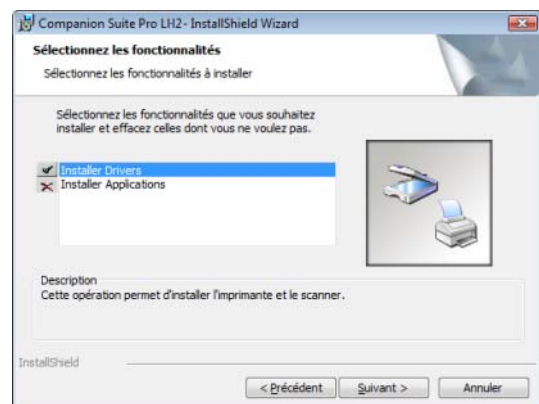 Companion Suite Pro LH2- InstallShield Wizard
Sélectionnez les fonctionnalités
Sélectionnez les fonctionnalités à installer
Sélectionnez les fonctionnalités que vous souhaitez
installer et effacez celles dont vous ne voulez pas.
Installer Drivers
Installer Applications
Description
Cette opération permet d'installer l'imprimante et le scanner.
InstallShield
< Précédent
Suivant >
Annuler